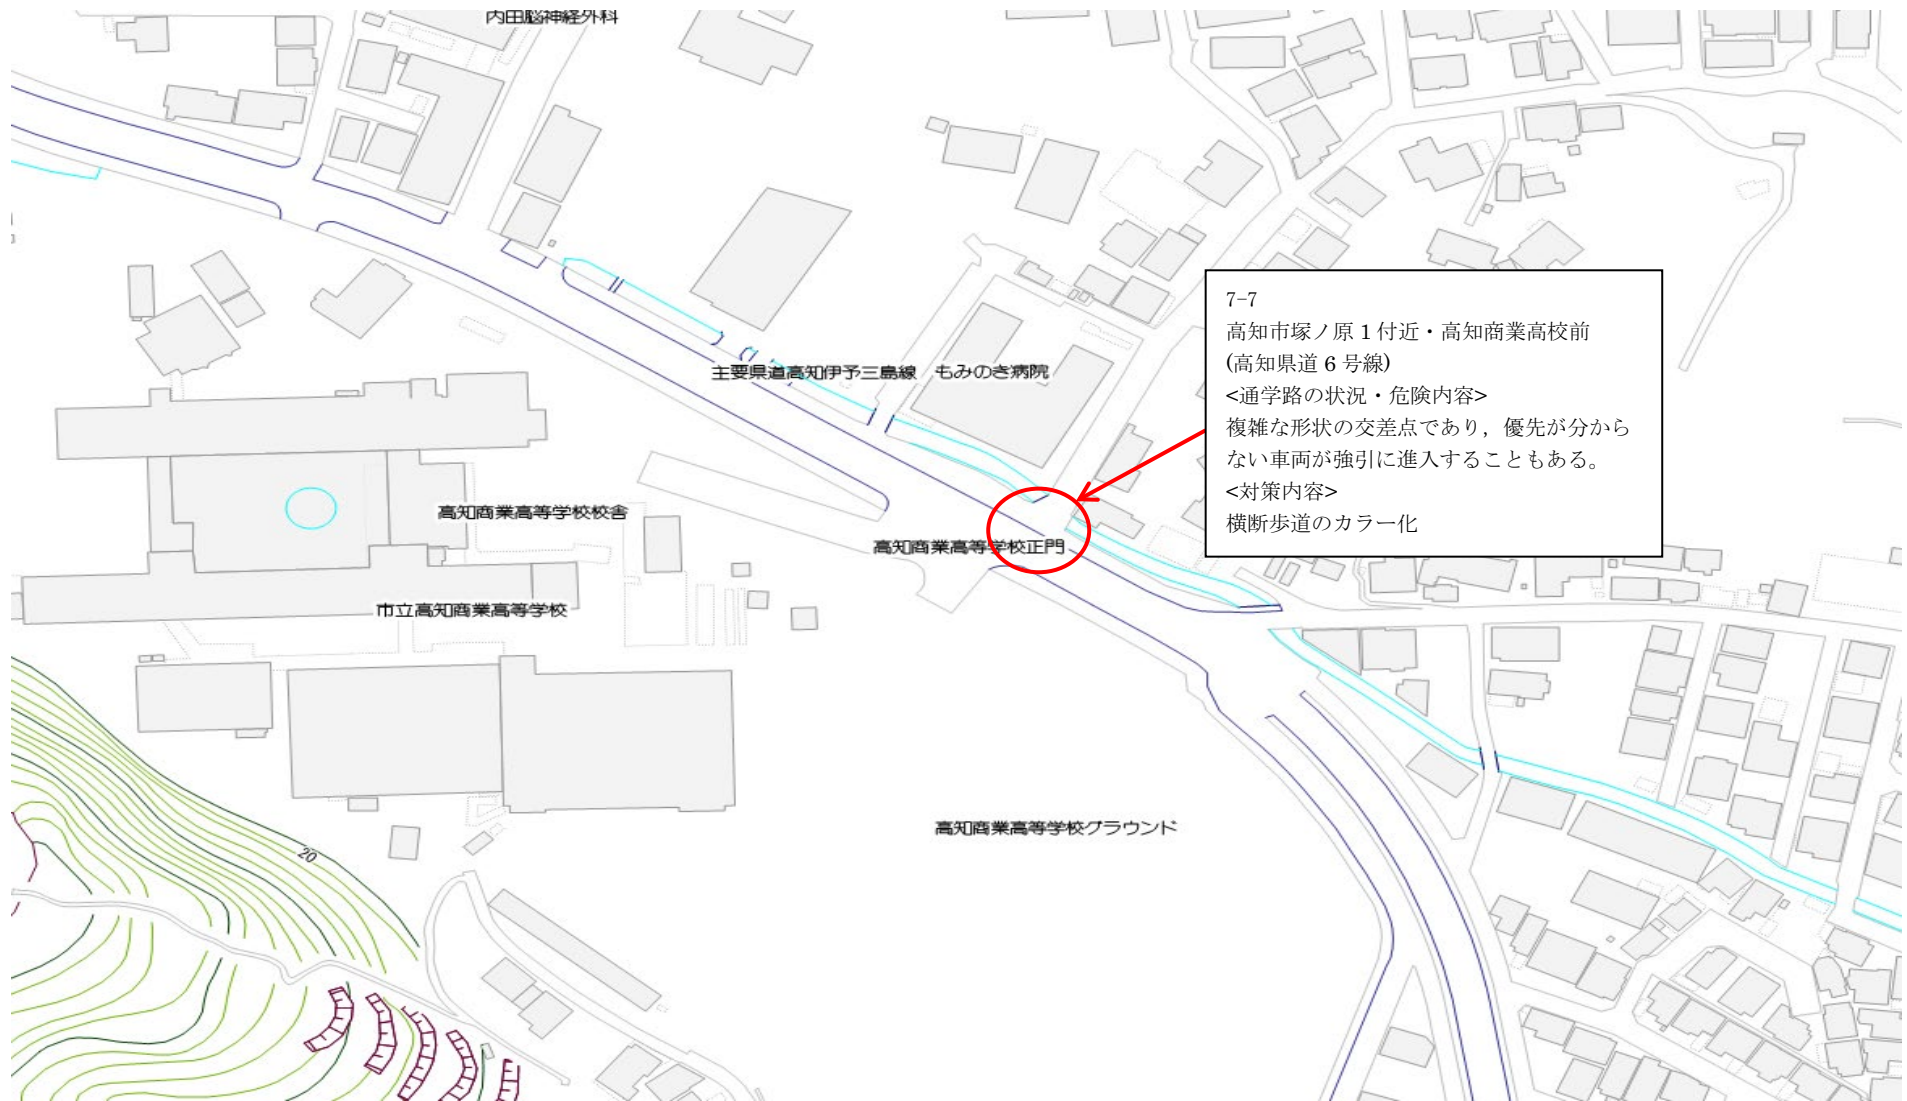 内田脳神経外科
7-7
高知市塚ノ原1付近・高知商業高校前
(高知県道6号線)
<通学路の状況・危険内容>
複雑な形状の交差点であり，優先が分から
ない車両が強引に進入することもある。
<対策内容>
横断歩道のカラー化
主要県道高知伊予三島線　もみのき病院
高知商業高等学校校舎
高知商業高等学校正門
市立高知商業高等学校
高知商業高等学校グラウンド
20